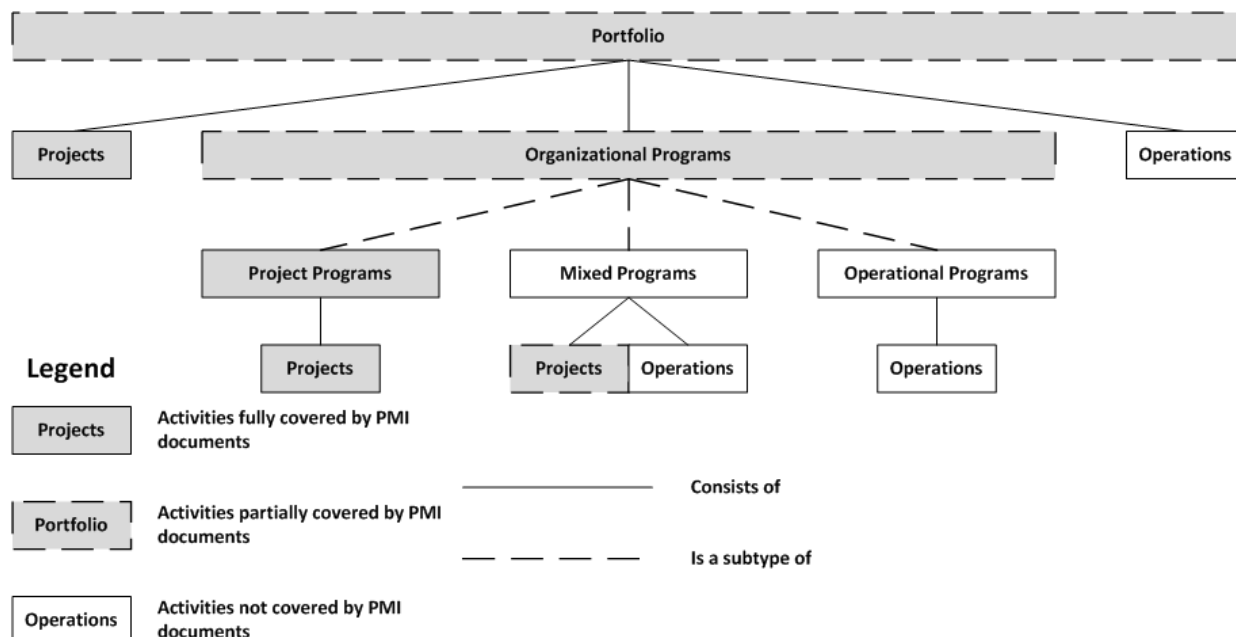 Portfolio
Projects
Organizational Programs
Operations
Project Programs
Mixed Programs
Operational Programs
Projects
Projects
Operations
Operations
Legend
Projects
Activities fully covered by PMI
documents
Consists of
Portfolio
Activities partially covered by PMI
documents
Is a subtype of
Operations
Activities not covered by PMI
documents